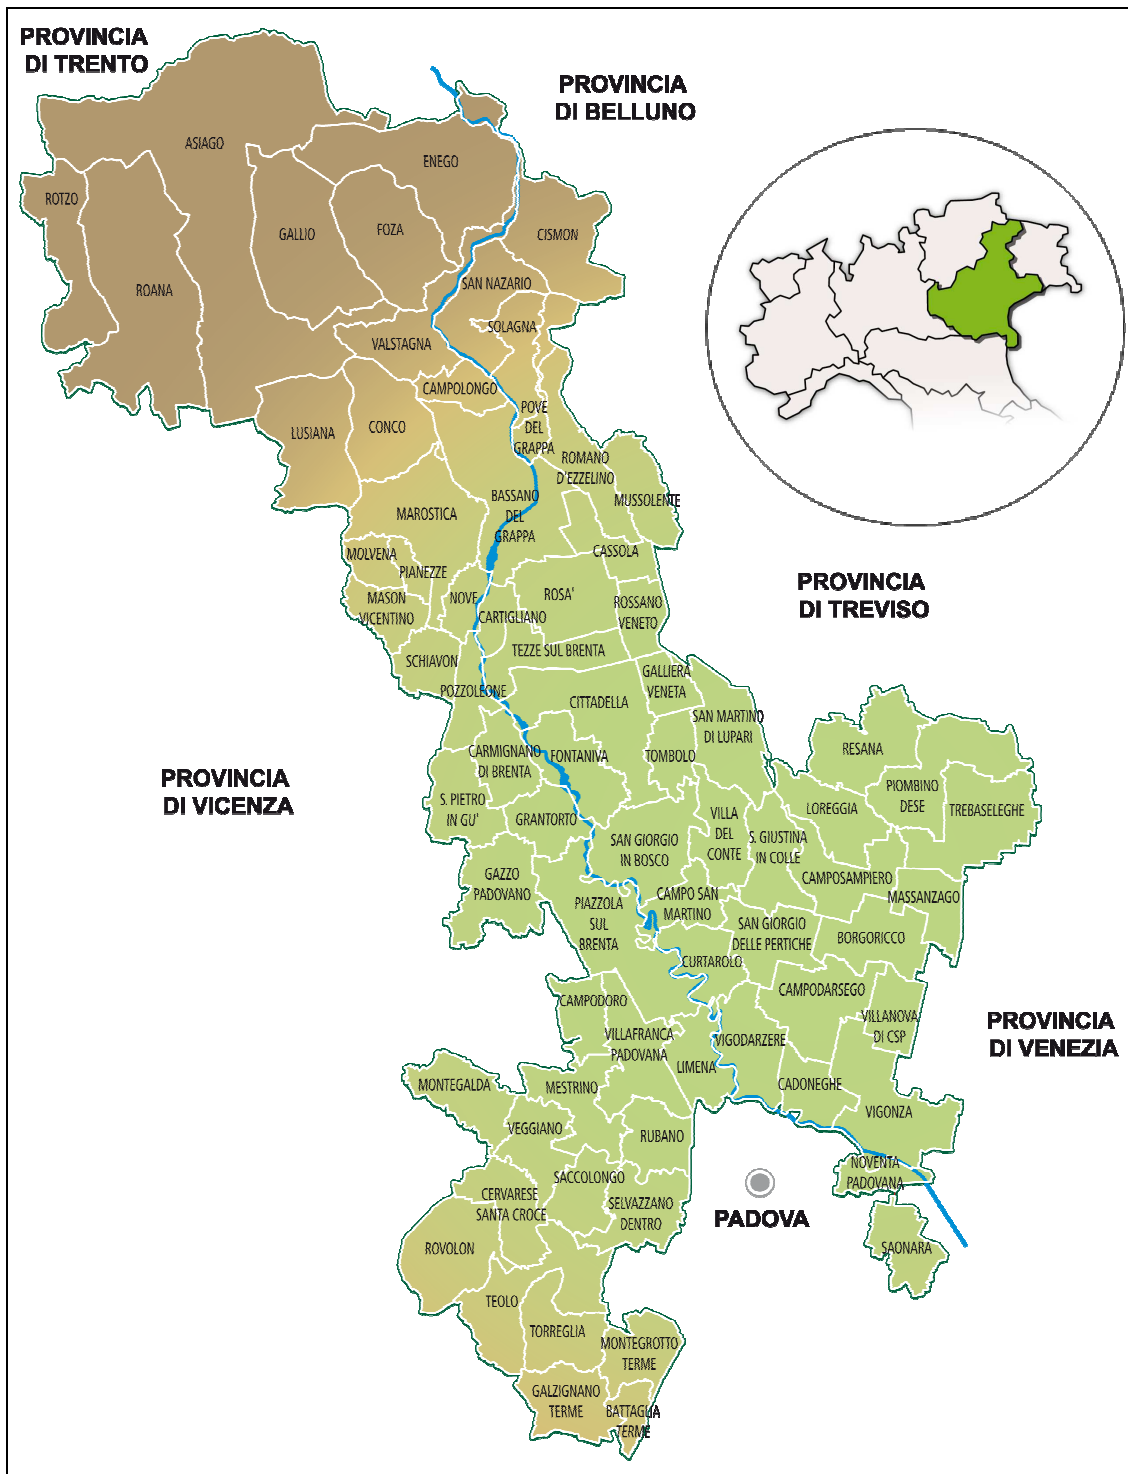 PROVINCIA
DI TRENTO
PROVINCIA
DI BELLUNO
ASIAGO
ENEGO
ROTZO
GALLIO
FOZA
CISMON
ROANA
SAN NAZARIO
SOLAGNA
VALSTAGNA
CAMPOLONGO
POVE
DEL
GRAPPA
LUSIANA
CONCO
ROMANO
D'EZZELINO
MUSSOLENTE
BASSANO
DEL
GRAPPA
MAROSTICA
CASSOLA
MOLVENA
PIANEZZE
PROVINCIA
DI TREVISO
MASON
VICENTINO
NOVE
ROSA'
CARTIGLIANO
ROSSANO
VENETO
TEZZE SUL BRENTA
SCHIAVON
POZZOLEONE
GALLIERA
VENETA
CITTADELLA
SAN MARTINO
DI LUPARI
RESANA
CARMIGNANO
DI BRENTA
FONTANIVA
TOMBOLO
PROVINCIA
DI VICENZA
PIOMBINO
DESE
S. PIETRO
IN GU'
GRANTORTO
LOREGGIA
TREBASELEGHE
VILLA
DEL
CONTE
SAN GIORGIO
IN BOSCO
S. GIUSTINA
IN COLLE
GAZZO
PADOVANO
CAMPOSAMPIERO
MASSANZAGO
PIAZZOLA
SUL
BRENTA
CAMPO SAN
MARTINO
SAN GIORGIO
DELLE PERTICHE
BORGORICCO
CURTAROLO
CAMPODARSEGO
CAMPODORO
VILLANOVA
DI CSP
PROVINCIA
DI VENEZIA
VILLAFRANCA
PADOVANA
VIGODARZERE
LIMENA
MONTEGALDA
MESTRINO
CADONEGHE
VIGONZA
VEGGIANO
RUBANO
NOVENTA
PADOVANA
SACCOLONGO
CERVARESE
SANTA CROCE
SELVAZZANO
DENTRO
PADOVA
ROVOLON
SAONARA
TEOLO
TORREGLIA
MONTEGROTTO
TERME
GALZIGNANO
TERME
BATTAGLIA
TERME